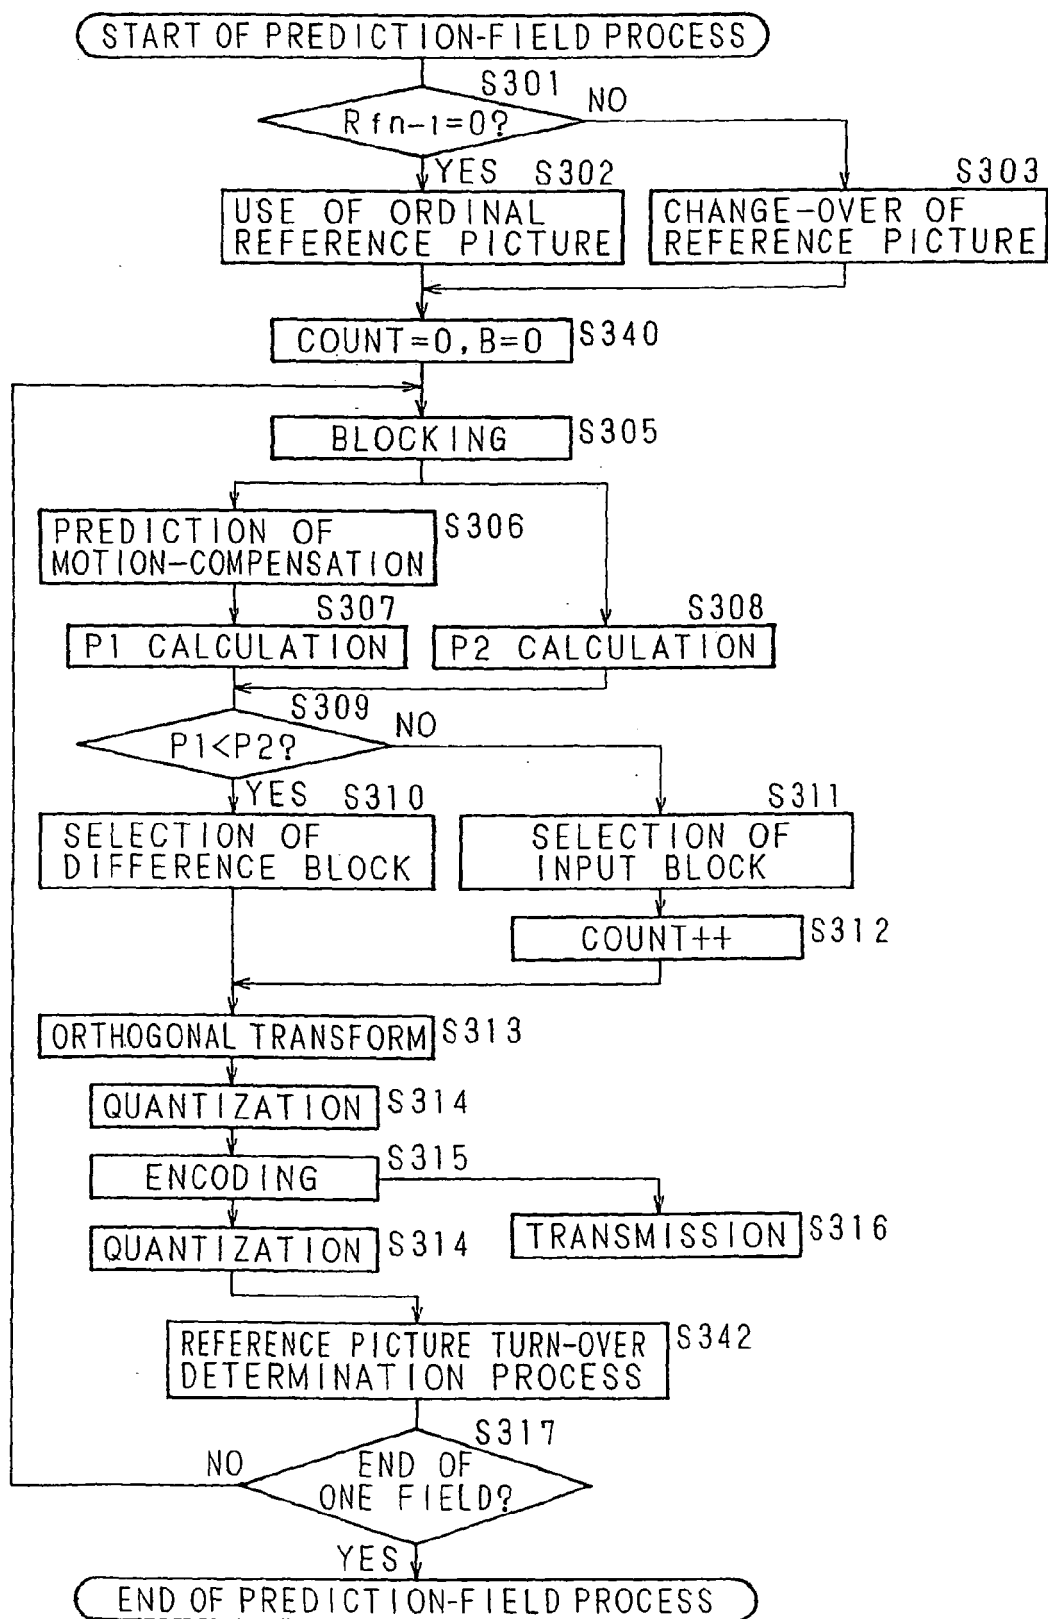 START OF PREDICTION-FIELD PROCESS
S301
Rfn-1=0?
NO
YES
S302
S303
USE OF ORDINAL
REFERENCE PICTURE
CHANGE-OVER OF
REFERENCE PICTURE
COUNT=0, B=0
S340
BLOCKING
S305
PREDICTION OF
MOTION-COMPENSATION
S306
S307
S308
P1 CALCULATION
P2 CALCULATION
S309
P1<P2?
NO
YES
S310
S311
SELECTION OF
DIFFERENCE BLOCK
SELECTION OF
INPUT BLOCK
COUNT++
S312
ORTHOGONAL TRANSFORM
S313
QUANTIZATION
S314
ENCODING
S315
QUANTIZATION
S314
TRANSMISSION
S316
REFERENCE PICTURE TURN-OVER
DETERMINATION PROCESS
S342
S317
NO
END OF
ONE FIELD?
YES
END OF PREDICTION-FIELD PROCESS